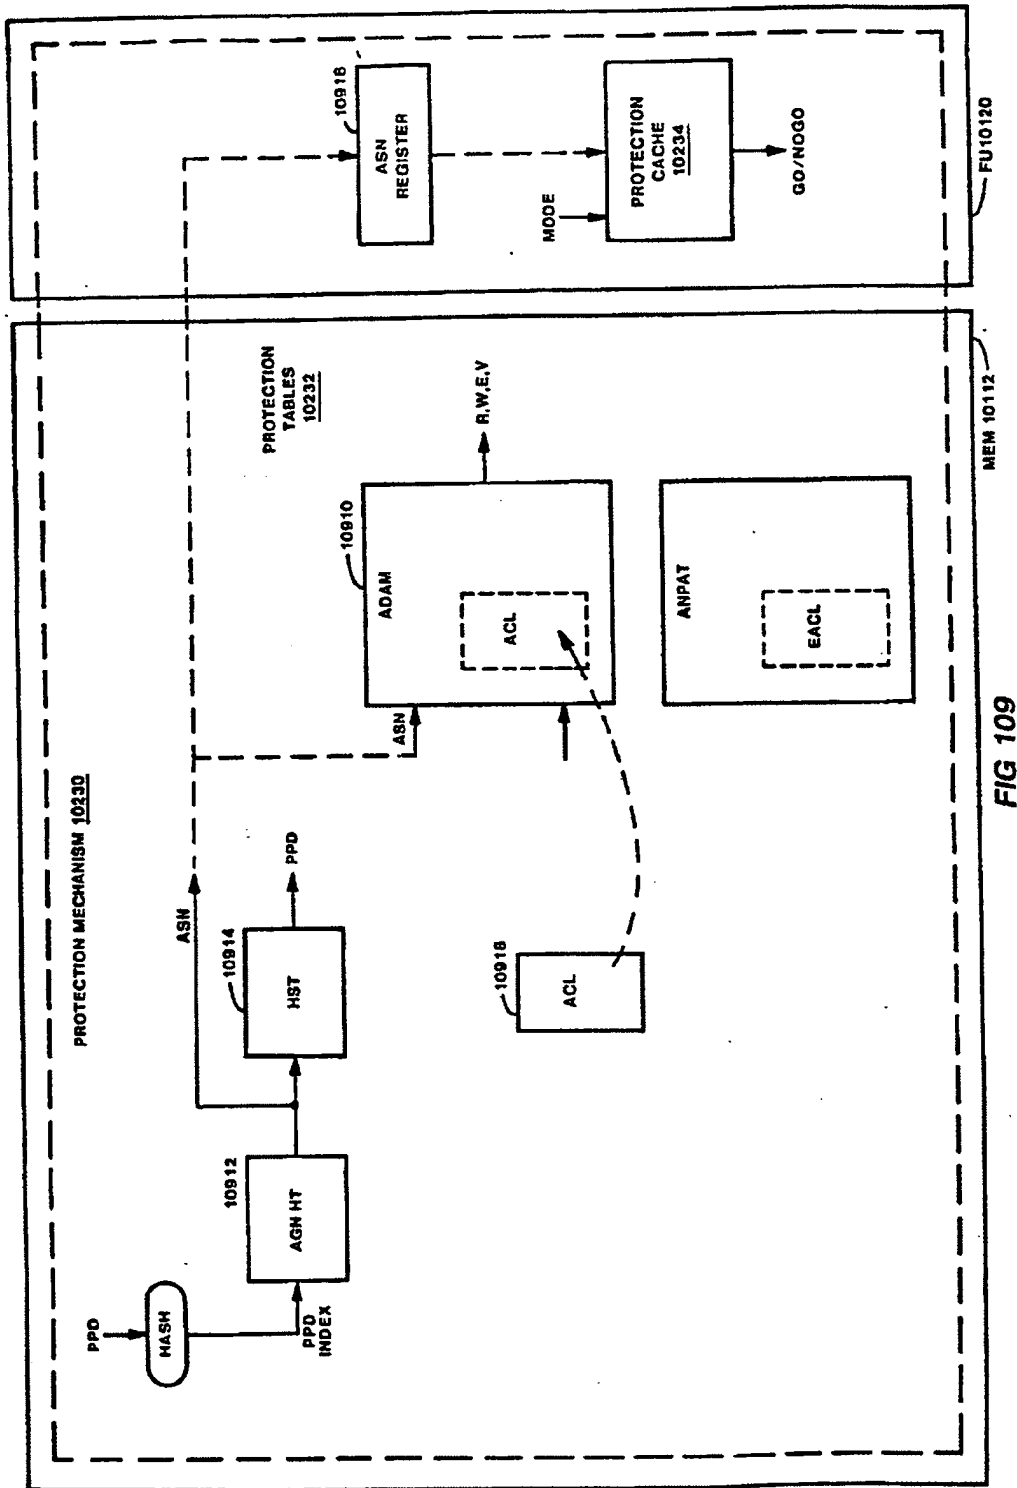 PROTECTION MECHANISM 10230
PPD
HASH
PPD
INDEX
10912
AGN HT
ASN
10914
HST
PPD
10918
ACL
PROTECTION
TABLES
10232
ASN
10910
ADAM
ACL
R,W,E,V
ANPAT
EACL
MEM 10112
10916
ASN
REGISTER
MODE
PROTECTION
CACHE
10234
GO/NOGO
FU10120
FIG 109